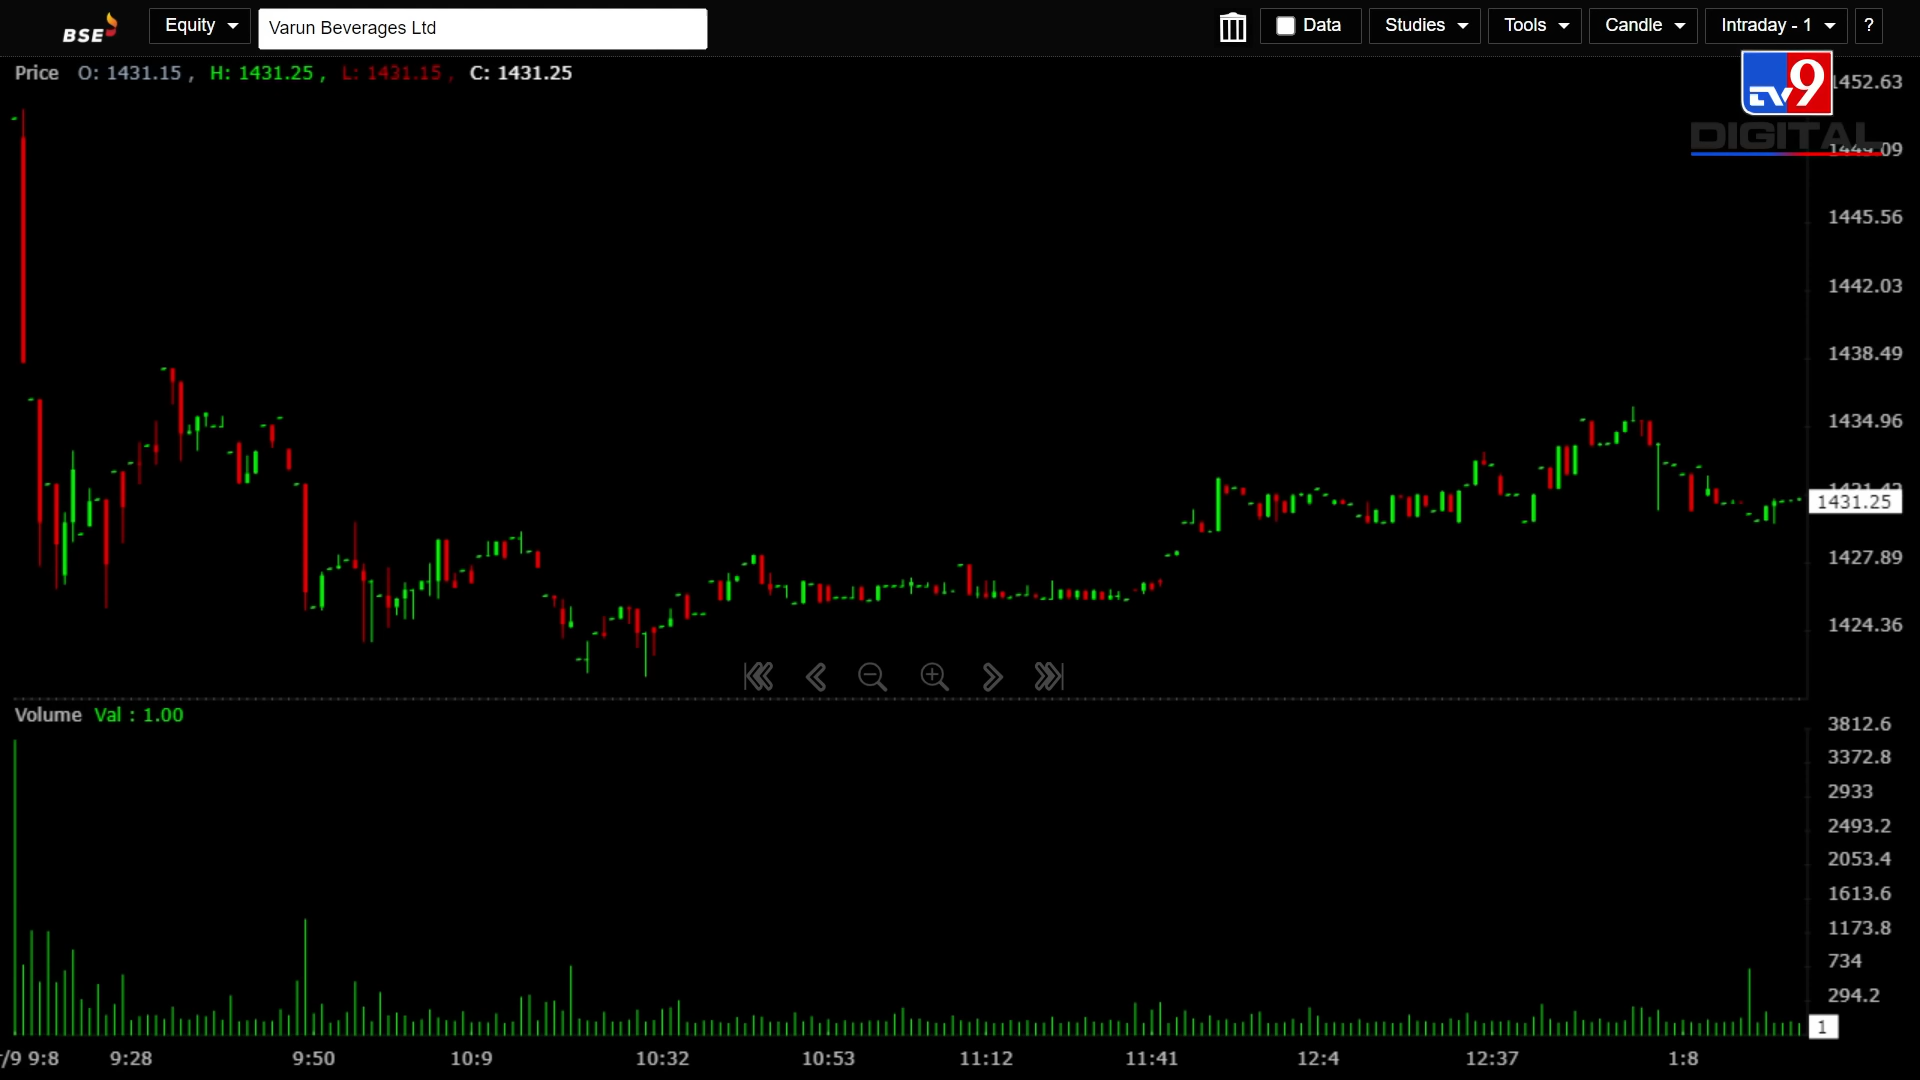 BSE
Equity
Varun Beverages Ltd
Data
Studies
Tools
Candle
Intraday - 1
?
Price O: 1431.15 , H: 1431.25 , L: 1431.15 , C: 1431.25
TV9
DIGITAL
1452.63
1445.56
1442.03
1438.49
1434.96
1431.25
1427.89
1424.36
Volume Val : 1.00
3812.6
3372.8
2933
2493.2
2053.4
1613.6
1173.8
734
294.2
1
/9 9:8 9:28 9:50 10:9 10:32 10:53 11:12 11:41 12:4 12:37 1:8